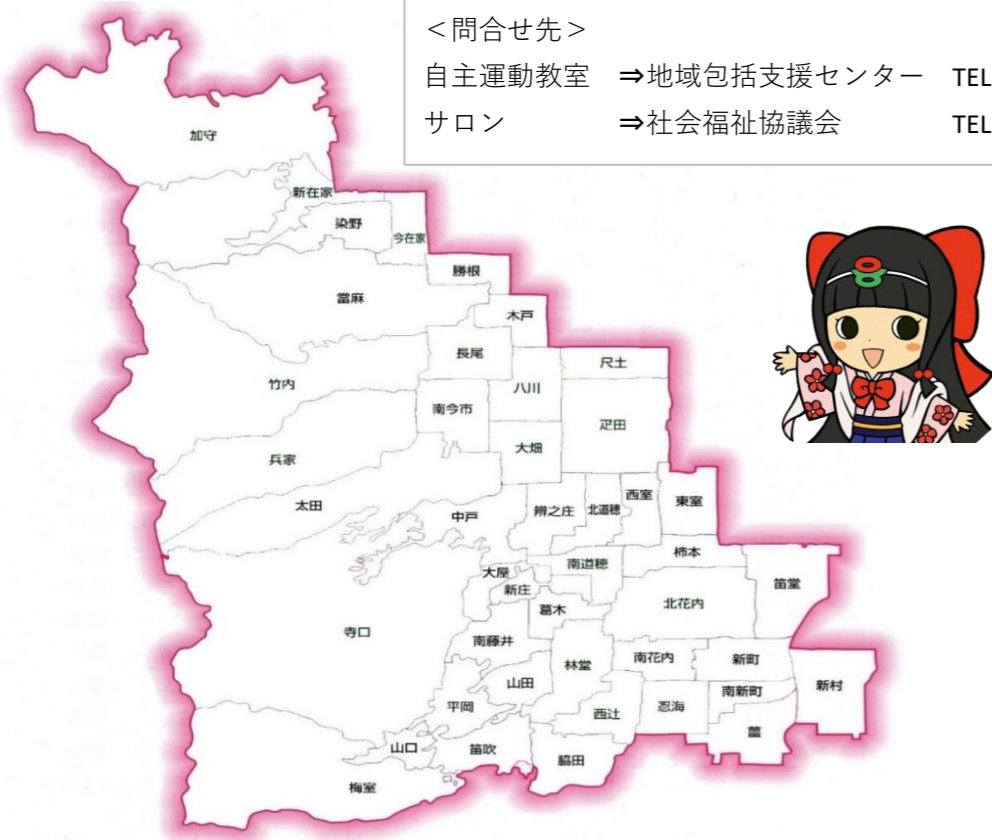 ＜問合せ先＞
自主運動教室 ⇒地域包括支援センター TEL
サロン ⇒社会福祉協議会 TEL
加守
新在家
染野
今在家
勝根
當麻
木戸
長尾
尺土
竹内
八川
南今市
疋田
大畑
兵家
太田
中戸
辨之庄
北道穂
西室
東室
柿本
南道穂
大屋
笛堂
新庄
葛木
北花内
寺口
南藤井
林堂
南花内
新町
山田
南新町
新村
平岡
西辻
忍海
薑
山口
笛吹
脇田
梅室